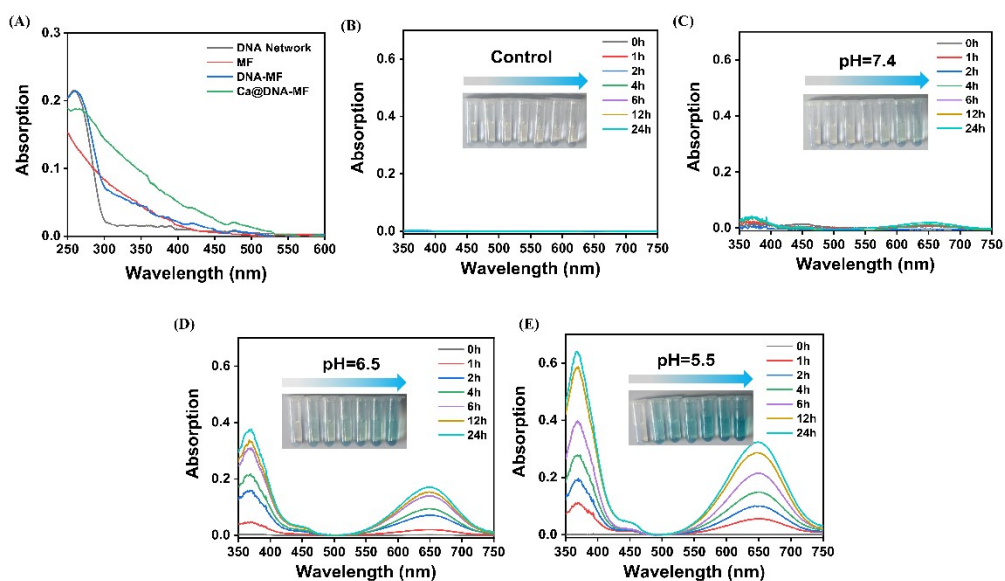 (A)
0.3
0.2
0.1
0.0
Absorption
DNA Network
MF
DNA-MF
Ca@DNA-MF
250 300 350 400 450 500 550 600
Wavelength (nm)
(B)
0.6
0.4
0.2
0.0
Absorption
Control
0h
1h
2h
4h
6h
12h
24h
350 400 450 500 550 600 650 700 750
Wavelength (nm)
(C)
0.6
0.4
0.2
0.0
Absorption
pH=7.4
0h
1h
2h
4h
6h
12h
24h
350 400 450 500 550 600 650 700 750
Wavelength (nm)
(D)
0.6
0.4
0.2
0.0
Absorption
pH=6.5
0h
1h
2h
4h
6h
12h
24h
350 400 450 500 550 600 650 700 750
Wavelength (nm)
(E)
0.6
0.4
0.2
0.0
Absorption
pH=5.5
0h
1h
2h
4h
6h
12h
24h
350 400 450 500 550 600 650 700 750
Wavelength (nm)